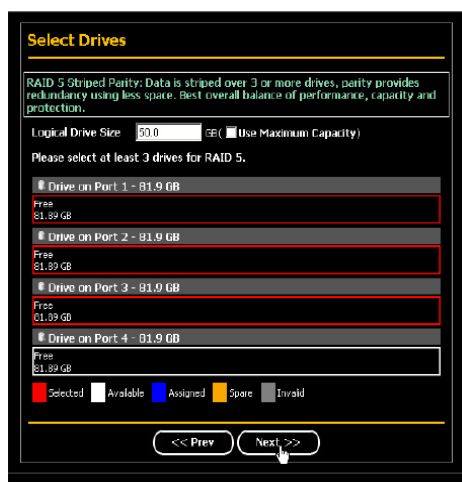 Select Drives
RAID 5 Striped Parity: Data is striped over 3 or more drives, parity provides
redundancy using less space. Best overall balance of performance, capacity and
protection.
Logical Drive Size 50.0 GB( Use Maximum Capacity)
Please select at least 3 drives for RAID 5.
Drive on Port 1 - 81.9 GB
Free
81.89 GB
Drive on Port 2 - 81.9 GB
Free
81.89 GB
Drive on Port 3 - 81.9 GB
Free
81.89 GB
Drive on Port 4 - 81.9 GB
Free
81.89 GB
Selected Available Assigned Spare Invalid
<< Prev Next >>